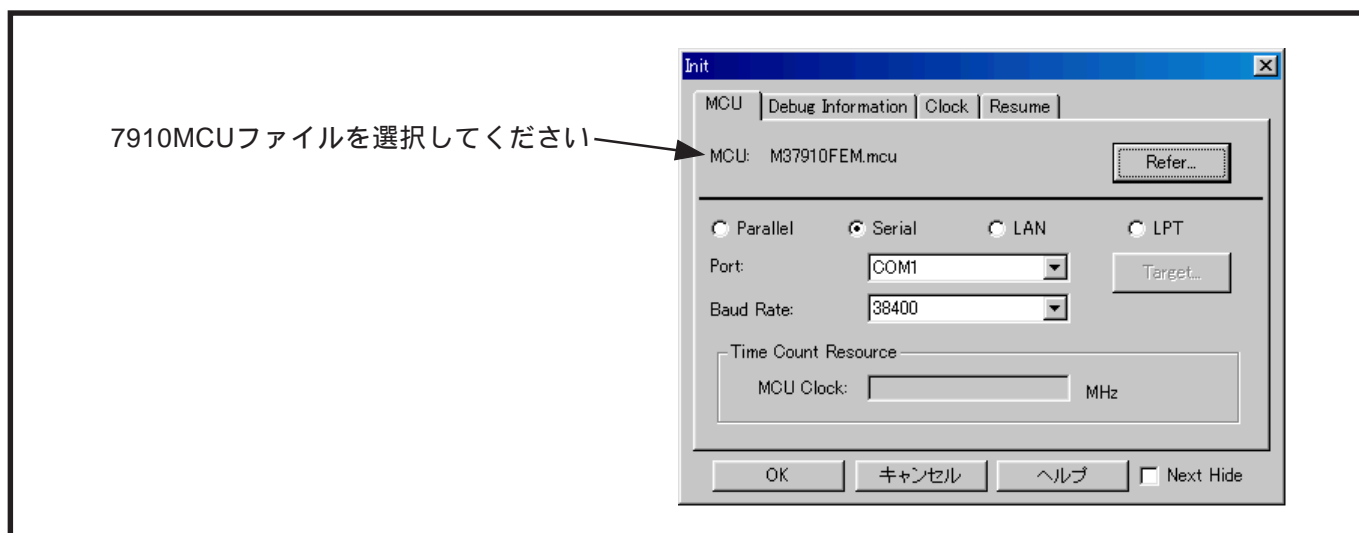 7910MCUファイルを選択してください
Init
MCU Debug Information Clock Resume
MCU: M37910FEM.mcu Refer...
Parallel Serial LAN LPT
Port: COM1 Target...
Baud Rate: 38400
Time Count Resource
MCU Clock: MHz
OK キャンセル ヘルプ Next Hide